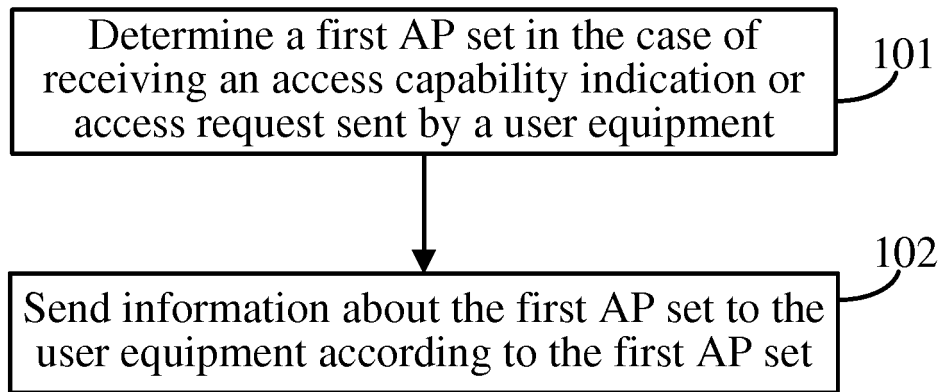 Determine a first AP set in the case of
receiving an access capability indication or
access request sent by a user equipment
101
Send information about the first AP set to the
user equipment according to the first AP set
102